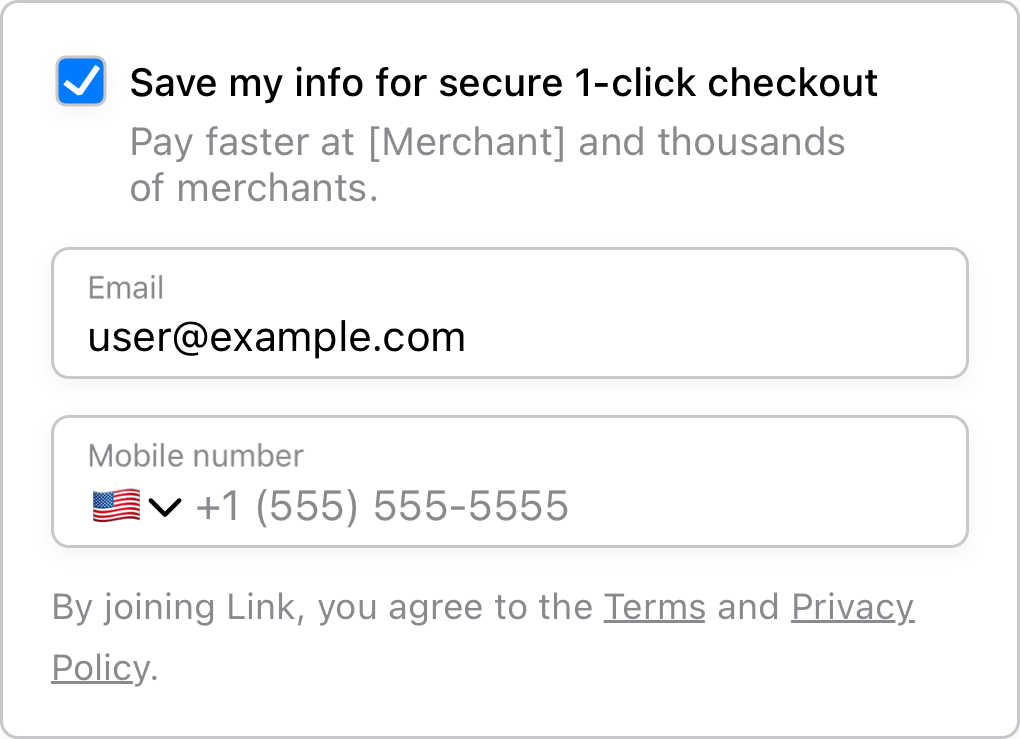 Save my info for secure 1-click checkout
Pay faster at [Merchant] and thousands
of merchants.
Email
user@example.com
Mobile number
+1 (555) 555-5555
By joining Link, you agree to the Terms and Privacy
Policy.